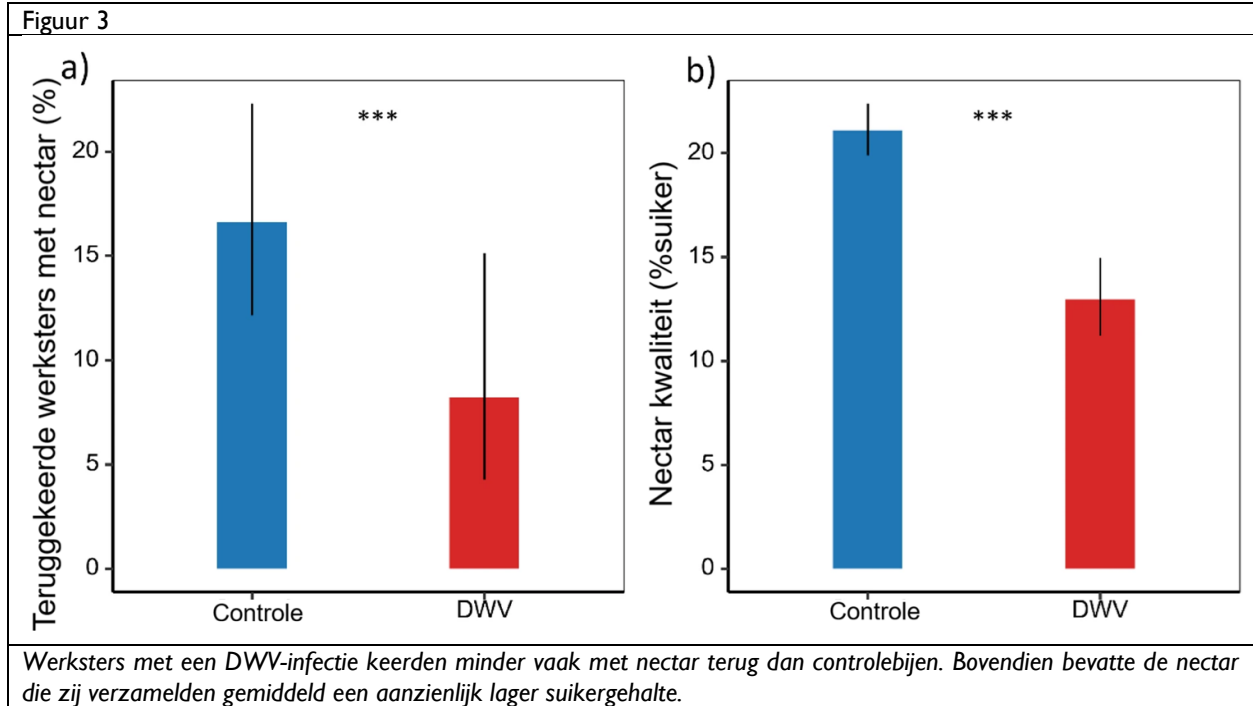 Figuur 3
a)
Teruggekeerde werksters met nectar (%)
20
15
10
5
0
***
Controle
DWV
b)
Nectar kwaliteit (%suiker)
20
15
10
5
0
***
Controle
DWV
Werksters met een DWV-infectie keerden minder vaak met nectar terug dan controlebijen. Bovendien bevatte de nectar
die zij verzamelden gemiddeld een aanzienlijk lager suikergehalte.